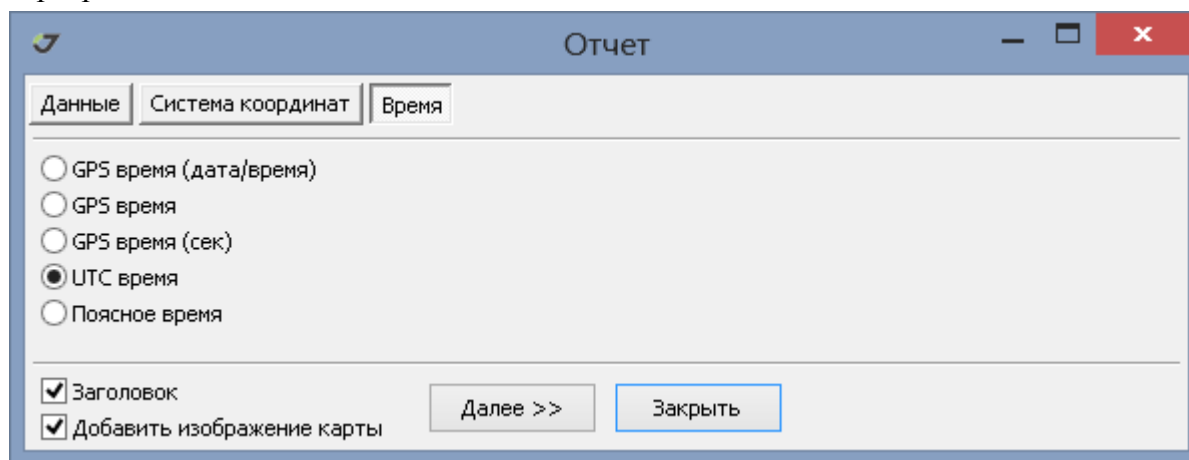 Отчет
Данные Система координат Время
GPS время (дата/время)
GPS время
GPS время (сек)
UTC время
Поясное время
Заголовок
Добавить изображение карты
Далее >> Закрыть